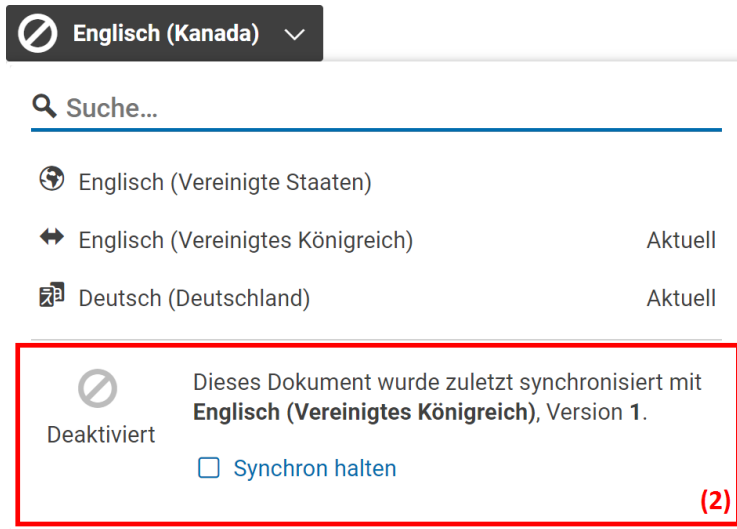 Englisch (Kanada)
Suche...
Englisch (Vereinigte Staaten)
Englisch (Vereinigtes Königreich) Aktuell
Deutsch (Deutschland) Aktuell
Dieses Dokument wurde zuletzt synchronisiert mit
Englisch (Vereinigtes Königreich), Version 1.
Deaktiviert
Synchron halten
(2)